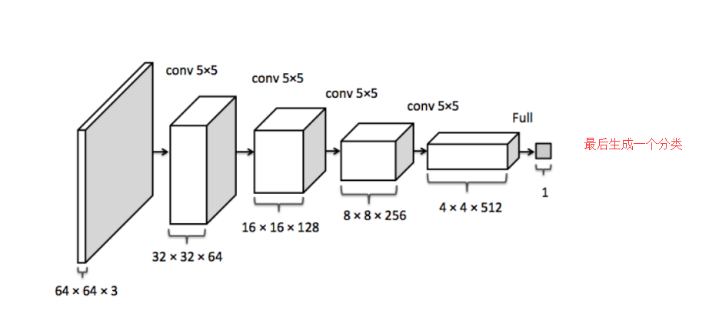 conv 5×5
conv 5×5
conv 5×5
conv 5×5
Full
最后生成一个分类
1
4 × 4 × 512
8 × 8 × 256
16 × 16 × 128
32 × 32 × 64
64 × 64 × 3